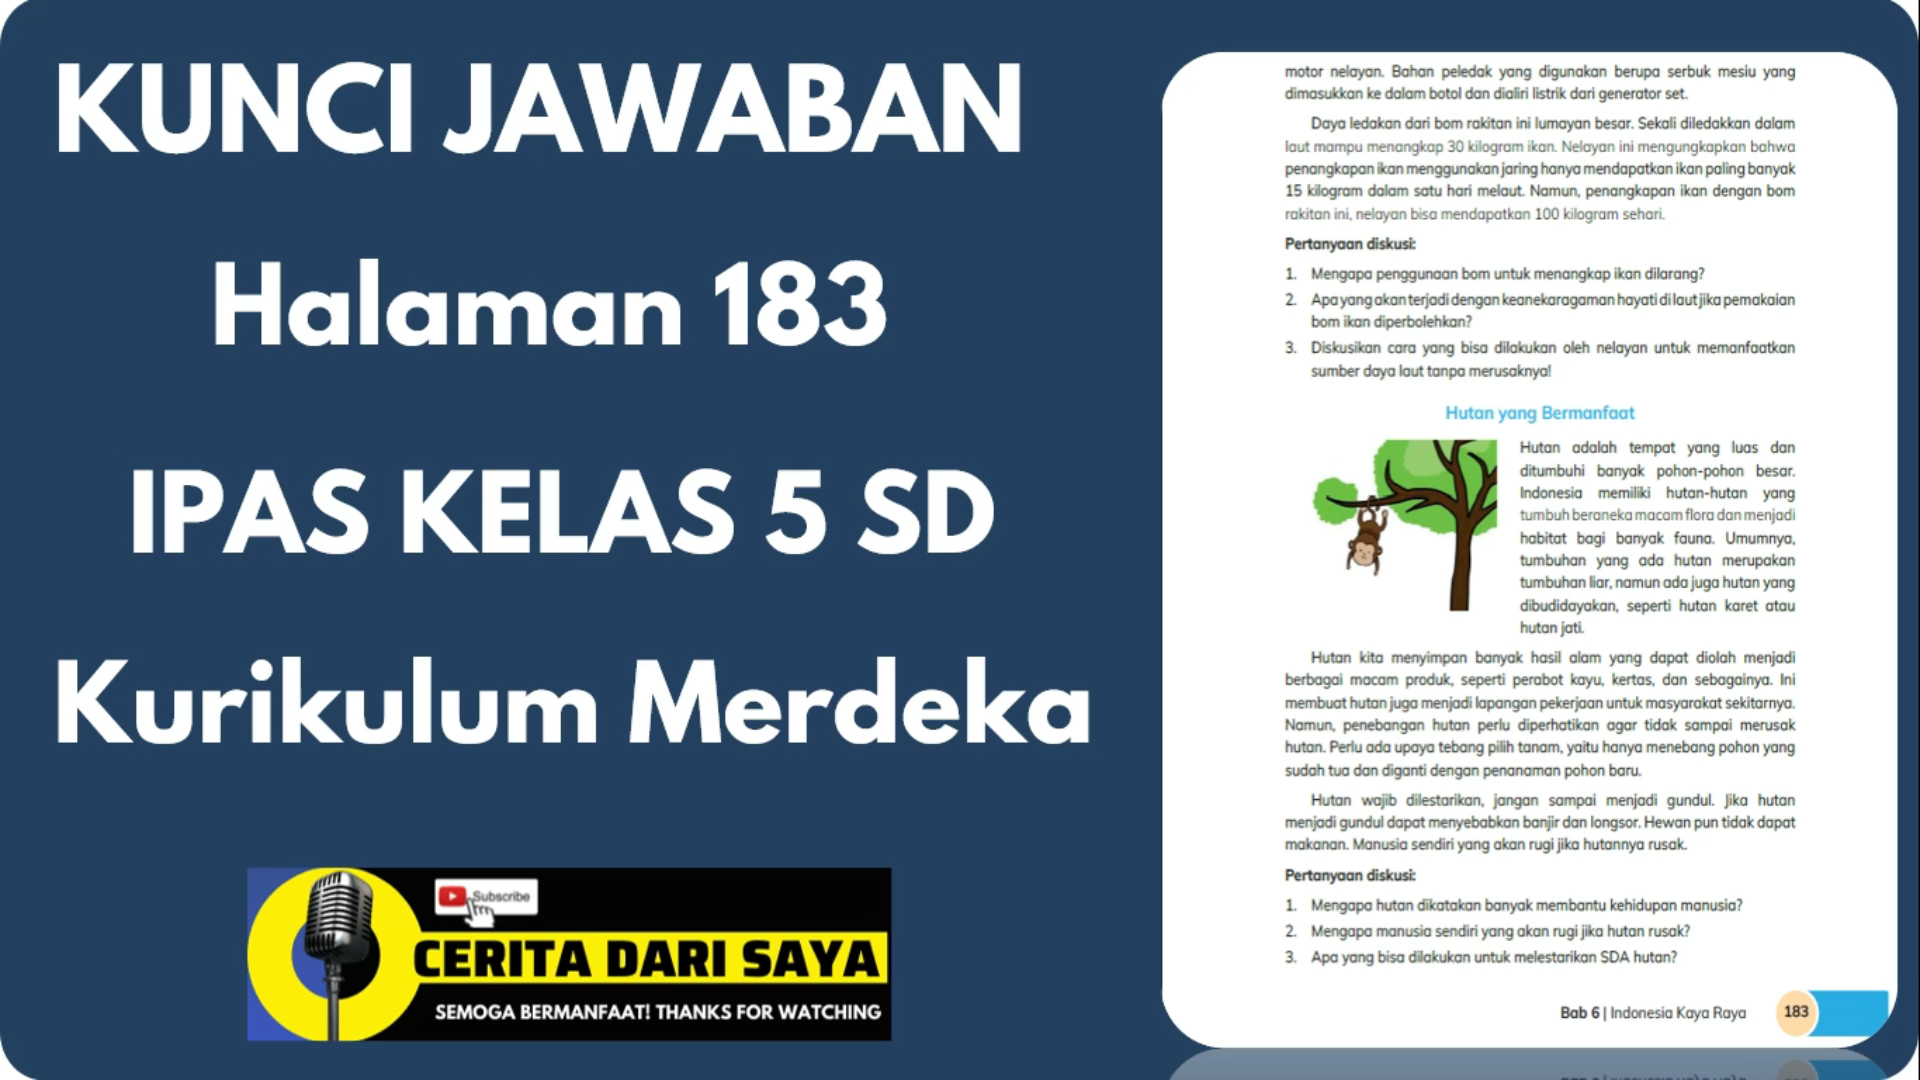 KUNCI JAWABAN
Halaman 183
IPAS KELAS 5 SD
Kurikulum Merdeka
Subscribe
CERITA DARI SAYA
SEMOGA BERMANFAAT! THANKS FOR WATCHING
motor nelayan. Bahan peledak yang digunakan berupa serbuk mesiu yang
dimasukkan ke dalam botol dan dialiri listrik dari generator set.
Daya ledakan dari bom rakitan ini lumayan besar. Sekali diledakkan dalam
laut mampu menangkap 30 kilogram ikan. Nelayan ini mengungkapkan bahwa
penangkapan ikan menggunakan jaring hanya mendapatkan ikan paling banyak
15 kilogram dalam satu hari melaut. Namun, penangkapan ikan dengan bom
rakitan ini, nelayan bisa mendapatkan 100 kilogram sehari.
Pertanyaan diskusi:
1. Mengapa penggunaan bom untuk menangkap ikan dilarang?
2. Apa yang akan terjadi dengan keanekaragaman hayati di laut jika pemakaian
bom ikan diperbolehkan?
3. Diskusikan cara yang bisa dilakukan oleh nelayan untuk memanfaatkan
sumber daya laut tanpa merusaknya!
Hutan yang Bermanfaat
Hutan adalah tempat yang luas dan
ditumbuhi banyak pohon-pohon besar.
Indonesia memiliki hutan-hutan yang
tumbuh beraneka macam flora dan menjadi
habitat bagi banyak fauna. Umumnya,
tumbuhan yang ada hutan merupakan
tumbuhan liar, namun ada juga hutan yang
dibudidayakan, seperti hutan karet atau
hutan jati.
Hutan kita menyimpan banyak hasil alam yang dapat diolah menjadi
berbagai macam produk, seperti perabot kayu, kertas, dan sebagainya. Ini
membuat hutan juga menjadi lapangan pekerjaan untuk masyarakat sekitarnya.
Namun, penebangan hutan perlu diperhatikan agar tidak sampai merusak
hutan. Perlu ada upaya tebang pilih tanam, yaitu hanya menebang pohon yang
sudah tua dan diganti dengan penanaman pohon baru.
Hutan wajib dilestarikan, jangan sampai menjadi gundul. Jika hutan
menjadi gundul dapat menyebabkan banjir dan longsor. Hewan pun tidak dapat
makanan. Manusia sendiri yang akan rugi jika hutannya rusak.
Pertanyaan diskusi:
1. Mengapa hutan dikatakan banyak membantu kehidupan manusia?
2. Mengapa manusia sendiri yang akan rugi jika hutan rusak?
3. Apa yang bisa dilakukan untuk melestarikan SDA hutan?
Bab 6 | Indonesia Kaya Raya 183